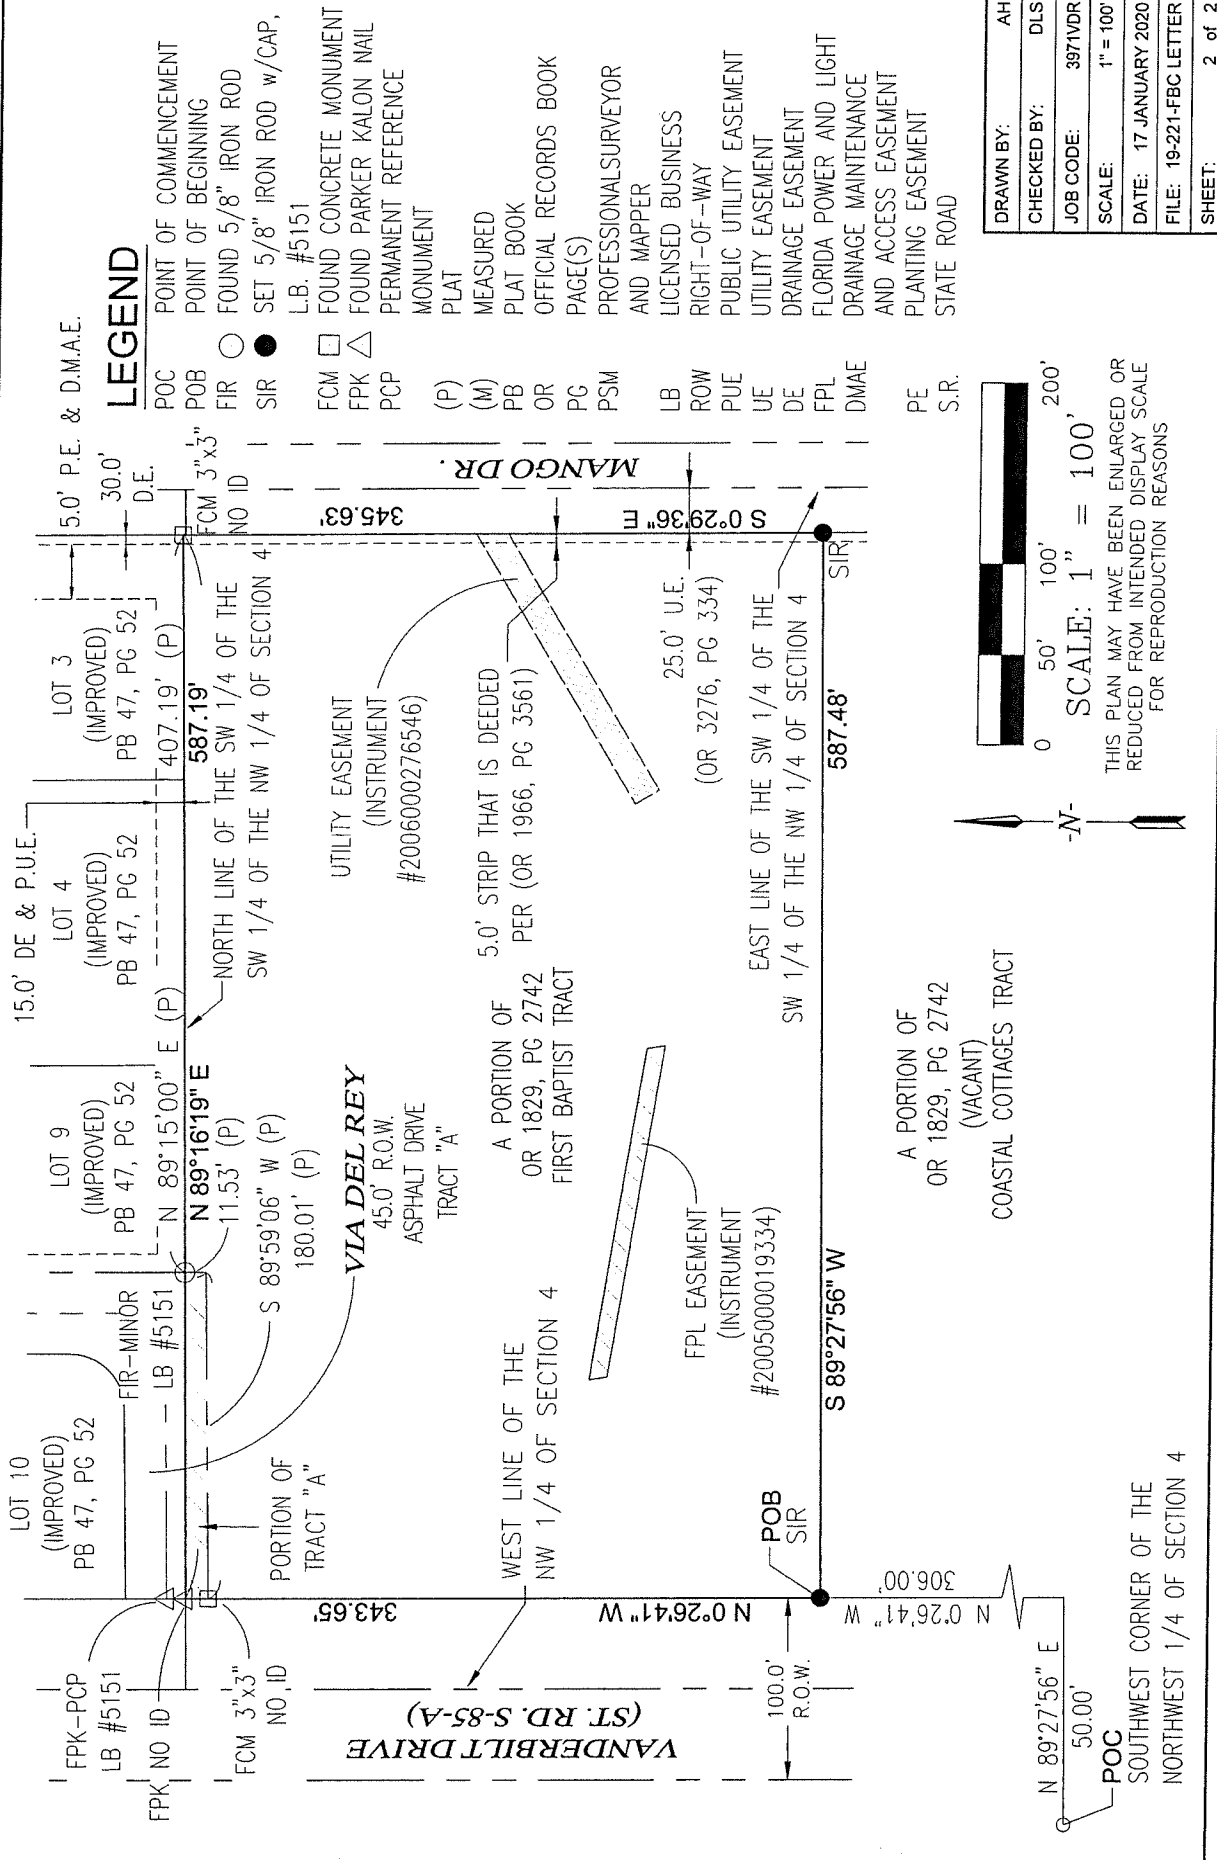 LOT 10
(IMPROVED)
PB 47, PG 52
LOT 9
(IMPROVED)
PB 47, PG 52
15.0' DE & P.U.E.
LOT 4
(IMPROVED)
PB 47, PG 52
LOT 3
(IMPROVED)
PB 47, PG 52
5.0' P.E. & D.M.A.E.
30.0'
D.E.
FCM 3"x3"
NO ID
FPK-PCP
LB #5151
FPK NO ID
FCM 3"x3"
NO ID
FIR-MINOR
LB #5151
N 89°15'00" E (P)
407.19' (P)
N 89°16'19" E
587.19'
11.53' (P)
S 89°59'06" W (P)
180.01' (P)
NORTH LINE OF THE SW 1/4 OF THE
SW 1/4 OF THE NW 1/4 OF SECTION 4
PORTION OF
TRACT "A"
VIA DEL REY
45.0' R.O.W.
ASPHALT DRIVE
TRACT "A"
UTILITY EASEMENT
(INSTRUMENT
#2006000276546)
345.63'
S 0°29'36" E
MANGO DR.
343.65'
N 0°26'41" W
VANDERBILT DRIVE
(ST. RD. S-85-A)
WEST LINE OF THE
NW 1/4 OF SECTION 4
A PORTION OF
OR 1829, PG 2742
FIRST BAPTIST TRACT
5.0' STRIP THAT IS DEEDED
PER (OR 1966, PG 3561)
FPL EASEMENT
(INSTRUMENT
#2005000019334)
25.0' U.E.
(OR 3276, PG 334)
EAST LINE OF THE SW 1/4 OF THE
SW 1/4 OF THE NW 1/4 OF SECTION 4
POB
SIR
100.0'
R.O.W.
S 89°27'56" W
587.48'
SIR
N 0°26'41" W
306.00'
A PORTION OF
OR 1829, PG 2742
(VACANT)
COASTAL COTTAGES TRACT
N 89°27'56" E
50.00'
POC
SOUTHWEST CORNER OF THE
NORTHWEST 1/4 OF SECTION 4
-N-
0 50' 100' 200'
SCALE: 1" = 100'
THIS PLAN MAY HAVE BEEN ENLARGED OR
REDUCED FROM INTENDED DISPLAY SCALE
FOR REPRODUCTION REASONS
LEGEND
POC POINT OF COMMENCEMENT
POB POINT OF BEGINNING
FIR FOUND 5/8" IRON ROD
SIR SET 5/8" IRON ROD w/CAP,
L.B. #5151
FCM FOUND CONCRETE MONUMENT
FPK FOUND PARKER KALON NAIL
PCP PERMANENT REFERENCE
MONUMENT
(P) PLAT
(M) MEASURED
PB PLAT BOOK
OR OFFICIAL RECORDS BOOK
PG PAGE(S)
PSM PROFESSIONALSURVEYOR
AND MAPPER
LB LICENSED BUSINESS
ROW RIGHT-OF-WAY
PUE PUBLIC UTILITY EASEMENT
UE UTILITY EASEMENT
DE DRAINAGE EASEMENT
FPL FLORIDA POWER AND LIGHT
DMAE DRAINAGE MAINTENANCE
AND ACCESS EASEMENT
PE PLANTING EASEMENT
S.R. STATE ROAD
DRAWN BY: AH
CHECKED BY: DLS
JOB CODE: 3971VDR
SCALE: 1" = 100'
DATE: 17 JANUARY 2020
FILE: 19-221-FBC LETTER
SHEET: 2 of 2